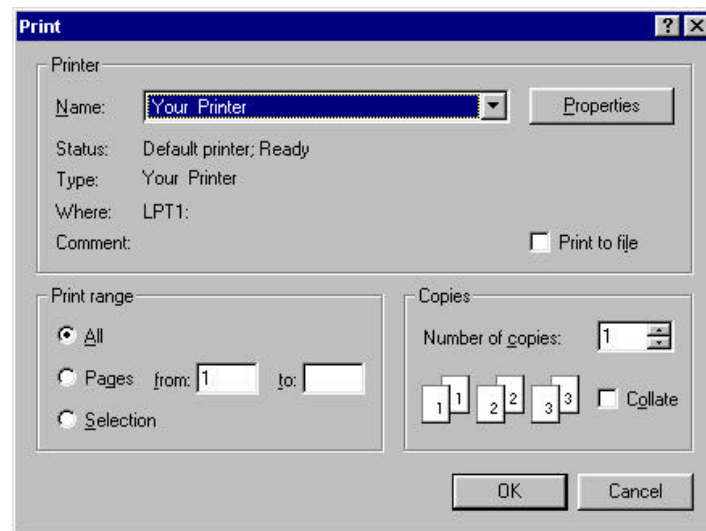 Print
Printer
Name: Your Printer Properties
Status: Default printer; Ready
Type: Your Printer
Where: LPT1:
Comment: Print to file
Print range
All
Pages from: 1 to:
Selection
Copies
Number of copies: 1
1 1 2 2 3 3 Collate
OK Cancel